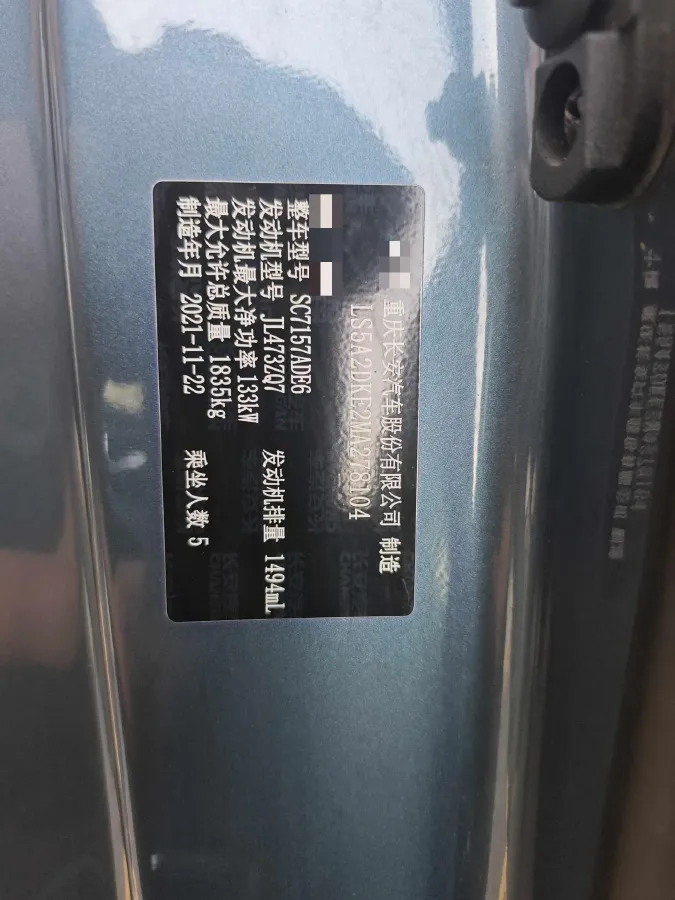 重庆长安汽车股份有限公司 制造
LS5A2DKE2MA278104
整车型号 SC7157ADE6
发动机型号 JL473ZQ7 发动机排量 1494mL
发动机最大净功率 133kW
最大允许总质量 1835kg
制造年月 2021-11-22 乘坐人数 5